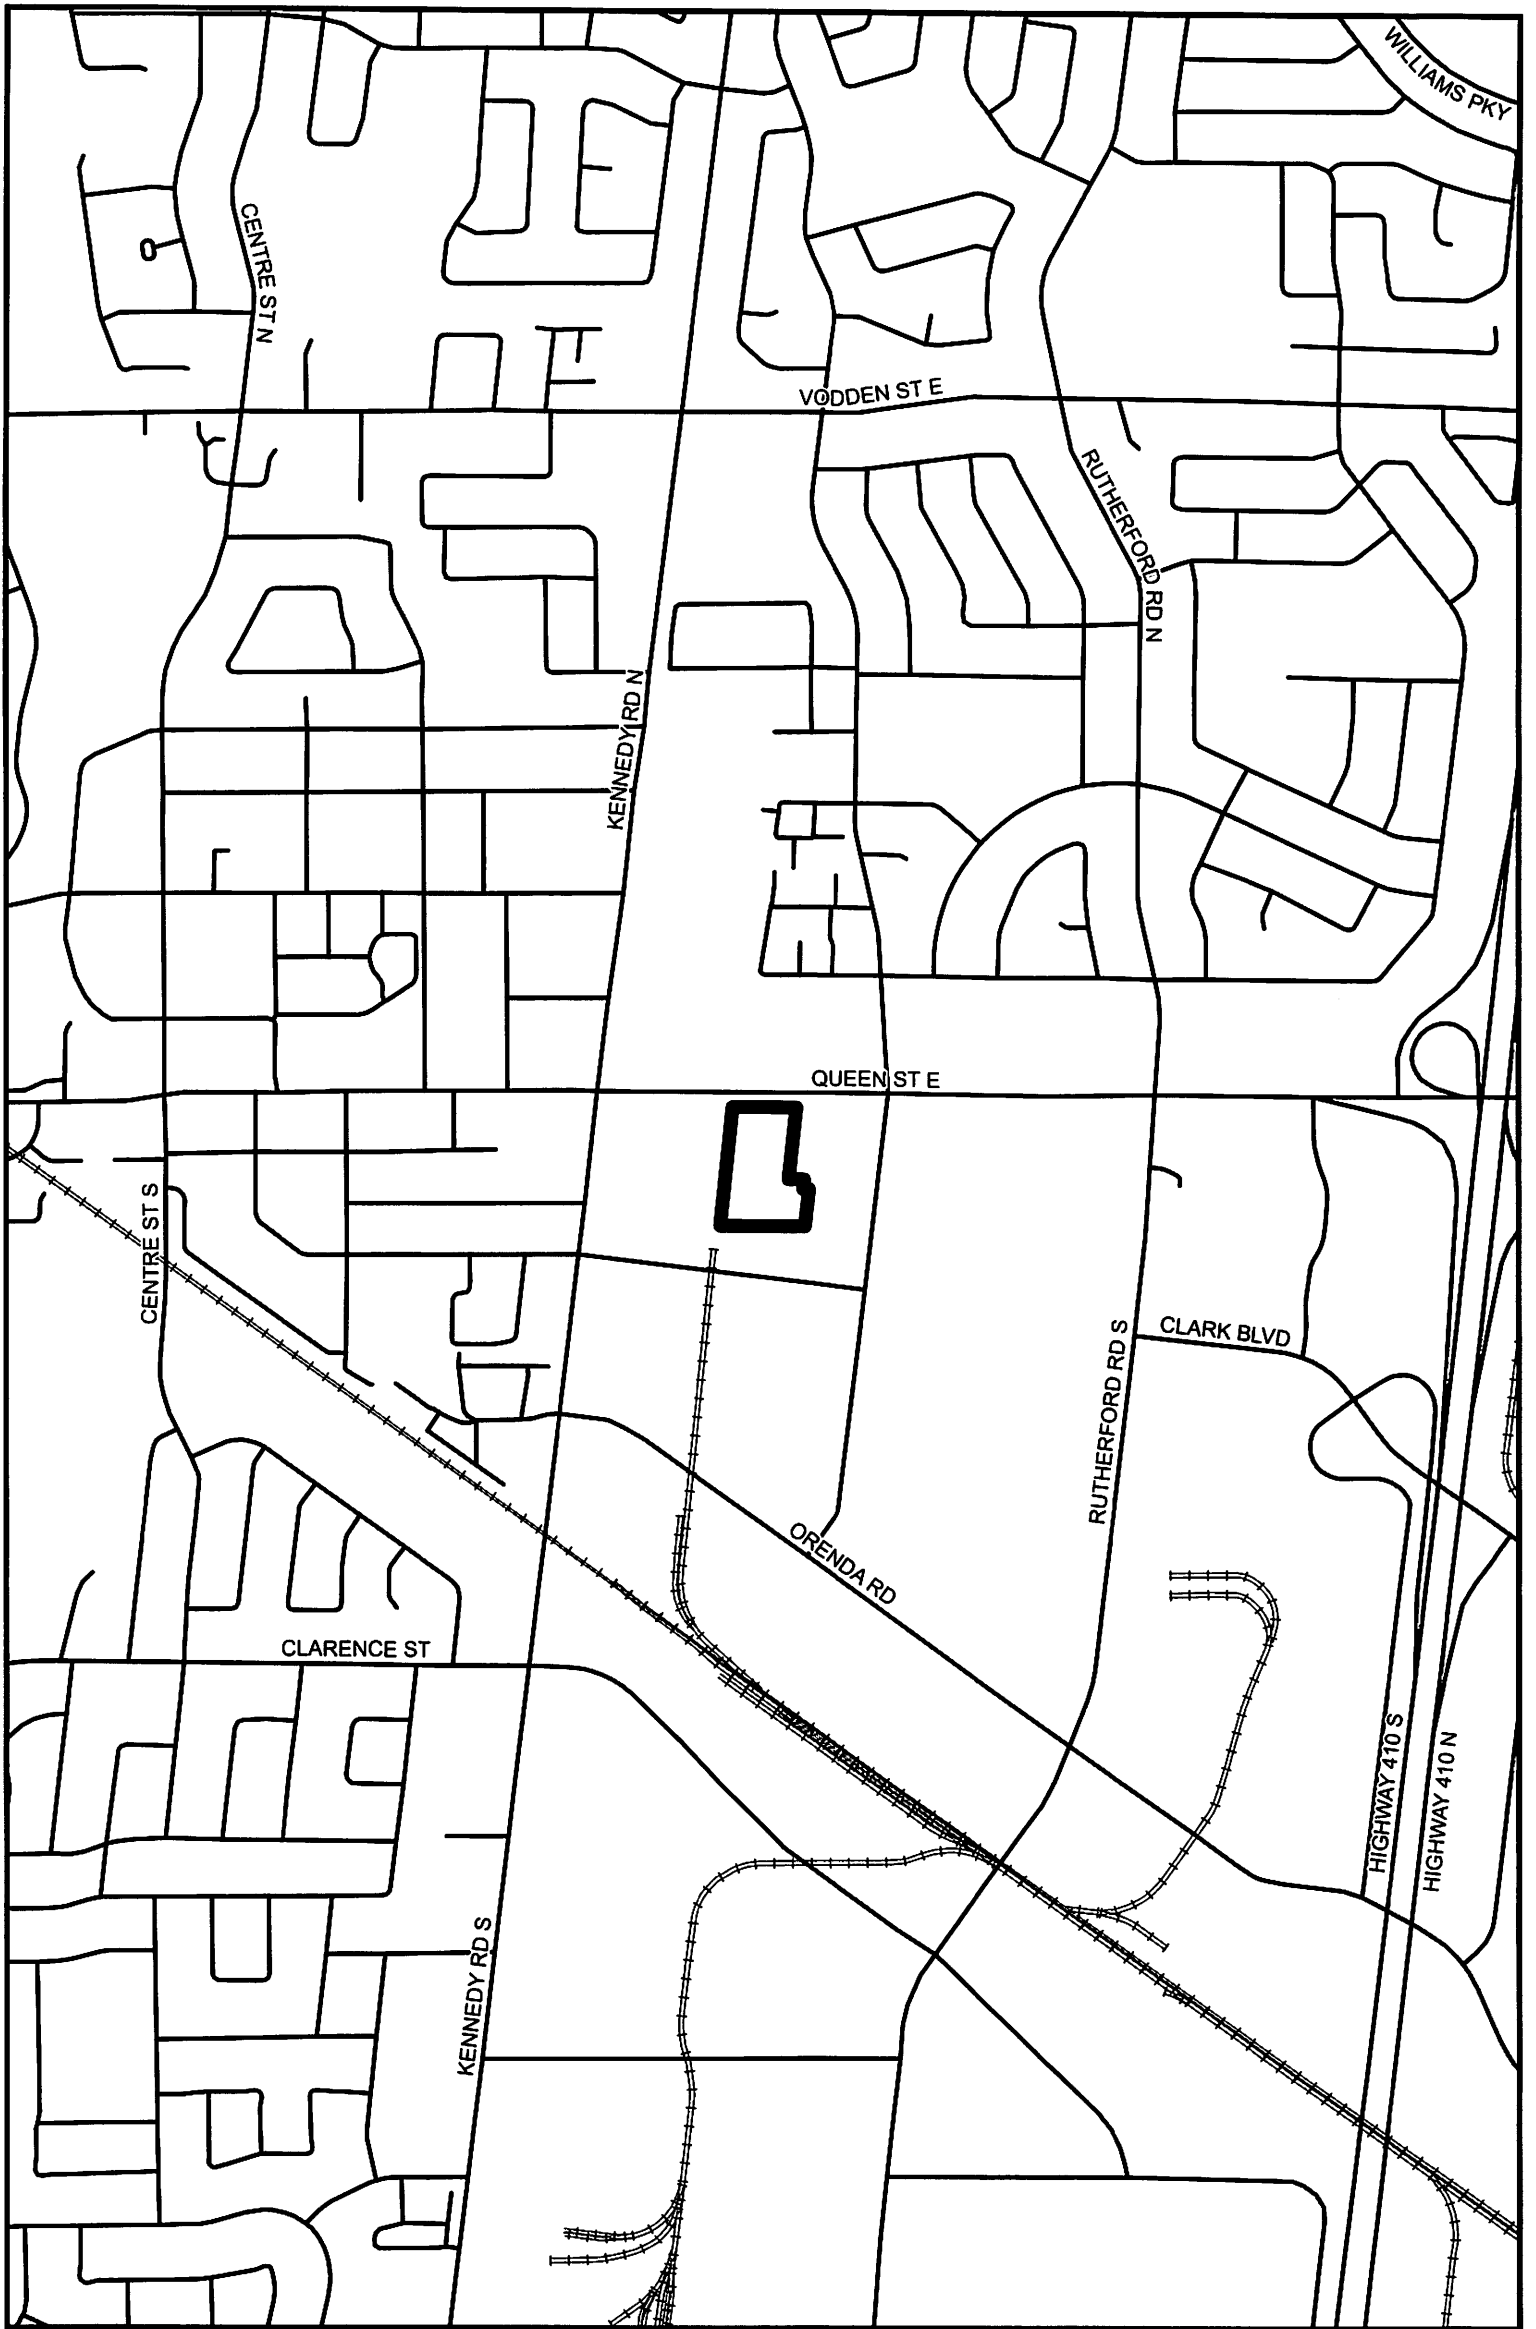 WILLIAMS PKY
CENTRE ST N
VODDEN ST E
RUTHERFORD RD N
KENNEDY RD N
QUEEN ST E
CENTRE ST S
CLARK BLVD
RUTHERFORD RD S
ORENDA RD
CLARENCE ST
HIGHWAY 410 S
HIGHWAY 410 N
KENNEDY RD S